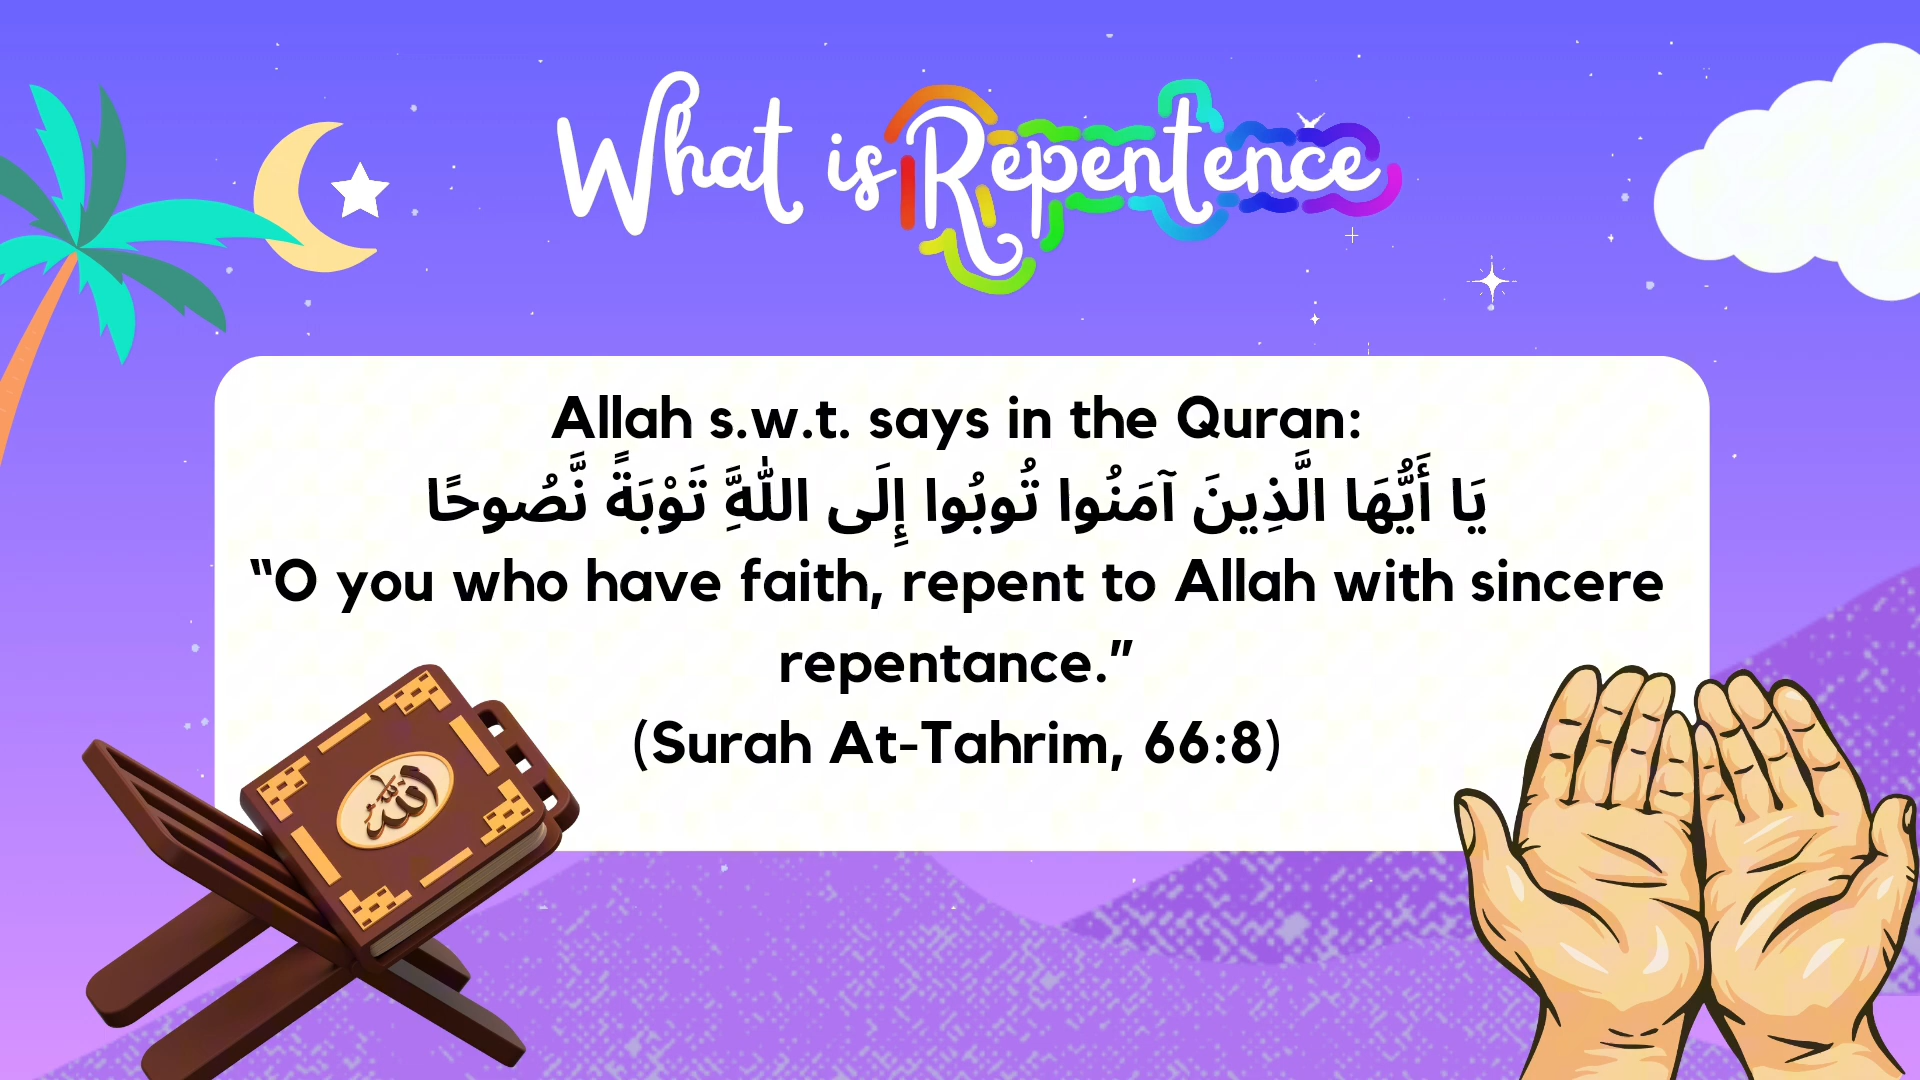 What is Repentence
Allah s.w.t. says in the Quran:
يَا أَيُّهَا الَّذِينَ آمَنُوا تُوبُوا إِلَى اللَّهِ تَوْبَةً نَّصُوحًا
“O you who have faith, repent to Allah with sincere
repentance.”
(Surah At-Tahrim, 66:8)
الله